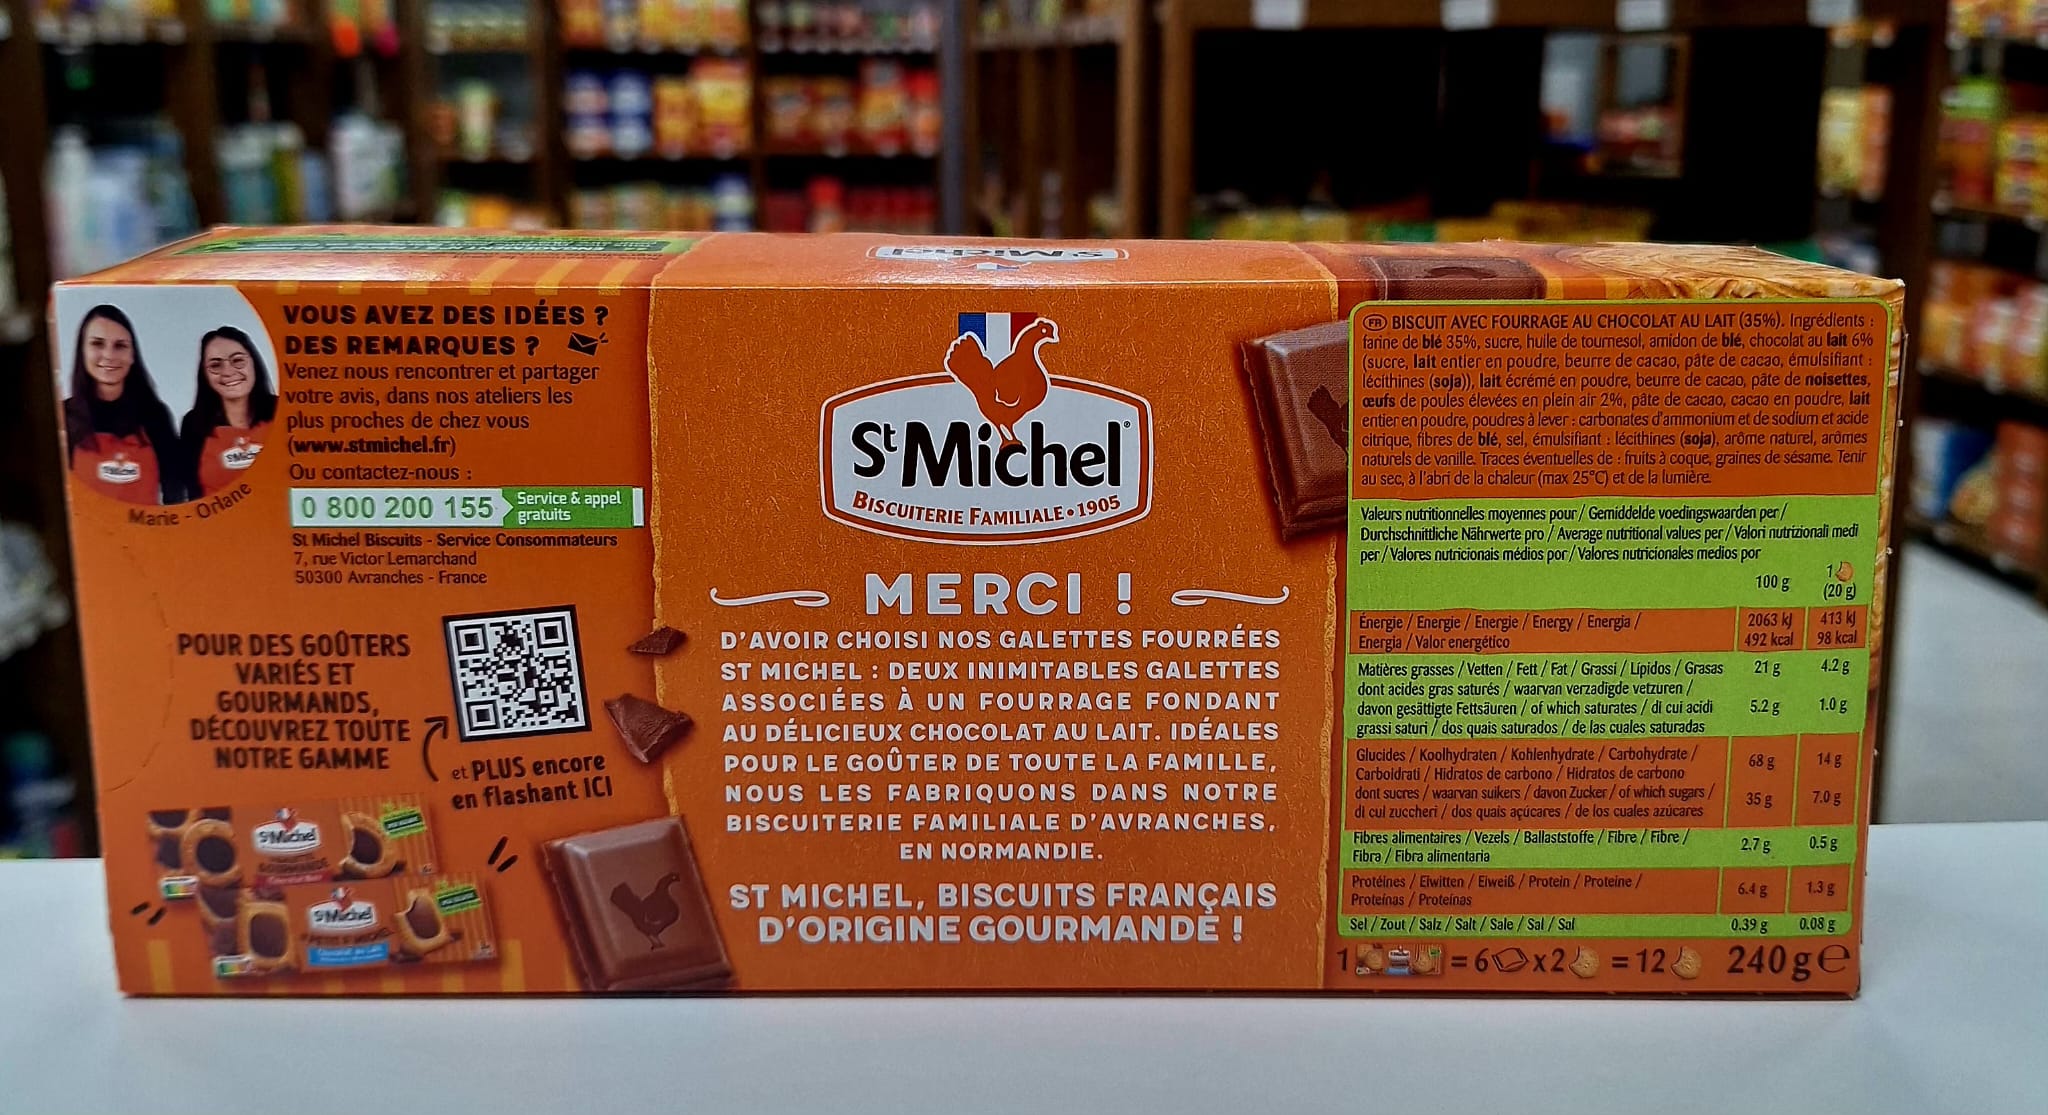 VOUS AVEZ DES IDÉES ?
DES REMARQUES ?
Venez nous rencontrer et partager
votre avis, dans nos ateliers les
plus proches de chez vous
(www.stmichel.fr)
Ou contactez-nous :
0 800 200 155
Service & appel
gratuits
St Michel Biscuits - Service Consommateurs
7, rue Victor Lemarchand
50300 Avranches - France
Marie - Orlane
POUR DES GOÛTERS
VARIÉS ET
GOURMANDS,
DÉCOUVREZ TOUTE
NOTRE GAMME
et PLUS encore
en flashant ICI
St Michel
St Michel
St Michel
St Michel®
BISCUITERIE FAMILIALE • 1905
MERCI !
D'AVOIR CHOISI NOS GALETTES FOURRÉES
ST MICHEL : DEUX INIMITABLES GALETTES
ASSOCIÉES À UN FOURRAGE FONDANT
AU DÉLICIEUX CHOCOLAT AU LAIT. IDÉALES
POUR LE GOÛTER DE TOUTE LA FAMILLE,
NOUS LES FABRIQUONS DANS NOTRE
BISCUITERIE FAMILIALE D'AVRANCHES,
EN NORMANDIE.
ST MICHEL, BISCUITS FRANÇAIS
D'ORIGINE GOURMANDE !
FR BISCUIT AVEC FOURRAGE AU CHOCOLAT AU LAIT (35%). Ingrédients :
farine de blé 35%, sucre, huile de tournesol, amidon de blé, chocolat au lait 6%
(sucre, lait entier en poudre, beurre de cacao, pâte de cacao, émulsifiant :
lécithines (soja)), lait écrémé en poudre, beurre de cacao, pâte de noisettes,
œufs de poules élevées en plein air 2%, pâte de cacao, cacao en poudre, lait
entier en poudre, poudres à lever : carbonates d'ammonium et de sodium et acide
citrique, fibres de blé, sel, émulsifiant : lécithines (soja), arôme naturel, arômes
naturels de vanille. Traces éventuelles de : fruits à coque, graines de sésame. Tenir
au sec, à l'abri de la chaleur (max 25°C) et de la lumière.
Valeurs nutritionnelles moyennes pour / Gemiddelde voedingswaarden per /
Durchschnittliche Nährwerte pro / Average nutritional values per / Valori nutrizionali medi
per / Valores nutricionais médios por / Valores nutricionales medios por
100 g 1 (20 g)
Énergie / Energie / Energie / Energy / Energia / 2063 kJ 413 kJ
Energia / Valor energético 492 kcal 98 kcal
Matières grasses / Vetten / Fett / Fat / Grassi / Lípidos / Grasas 21 g 4.2 g
dont acides gras saturés / waarvan verzadigde vetzuren /
davon gesättigte Fettsäuren / of which saturates / di cui acidi 5.2 g 1.0 g
grassi saturi / dos quais saturados / de las cuales saturadas
Glucides / Koolhydraten / Kohlenhydrate / Carbohydrate / 68 g 14 g
Carboidrati / Hidratos de carbono / Hidratos de carbono
dont sucres / waarvan suikers / davon Zucker / of which sugars / 35 g 7.0 g
di cui zuccheri / dos quais açúcares / de los cuales azúcares
Fibres alimentaires / Vezels / Ballaststoffe / Fibre / Fibre / 2.7 g 0.5 g
Fibra / Fibra alimentaria
Protéines / Eiwitten / Eiweiß / Protein / Proteine / 6.4 g 1.3 g
Proteínas / Proteínas
Sel / Zout / Salz / Salt / Sale / Sal / Sal 0.39 g 0.08 g
1 = 6 x 2 = 12 240 g e